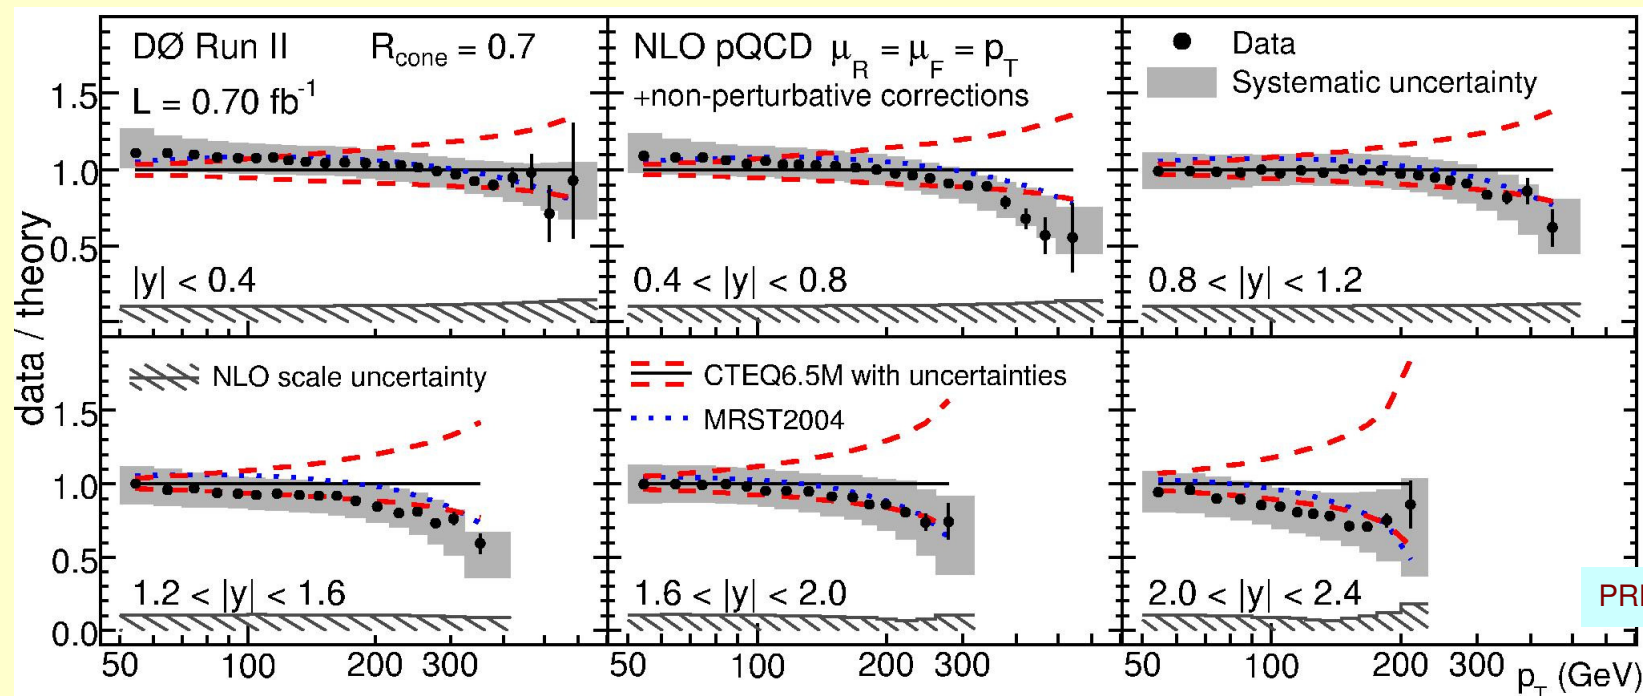 DØ Run II R_cone = 0.7
L = 0.70 fb⁻¹
NLO pQCD μ_R = μ_F = p_T
+non-perturbative corrections
Data
Systematic uncertainty
1.5
1.0
0.5
|y| < 0.4
0.4 < |y| < 0.8
0.8 < |y| < 1.2
data / theory
NLO scale uncertainty
CTEQ6.5M with uncertainties
MRST2004
1.5
1.0
0.5
0.0
1.2 < |y| < 1.6
1.6 < |y| < 2.0
2.0 < |y| < 2.4
50 100 200 300
50 100 200 300
50 100 200 300
p_T (GeV)